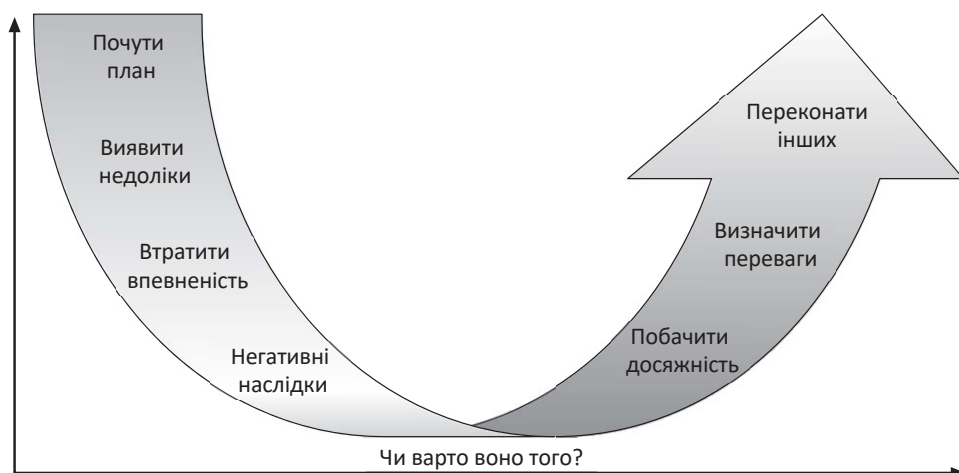 Почути
план
Виявити
недоліки
Втратити
впевненість
Негативні
наслідки
Чи варто воно того?
Побачити
досяжність
Визначити
переваги
Переконати
інших